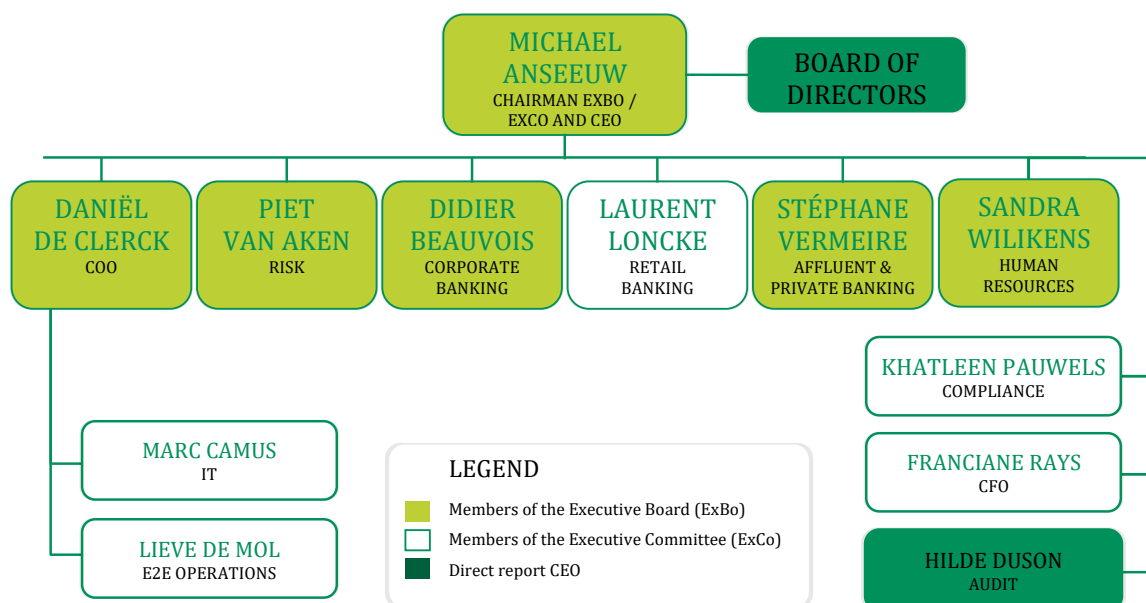 MICHAEL
ANSEEUW
CHAIRMAN EXBO /
EXCO AND CEO
BOARD OF
DIRECTORS
DANIËL
DE CLERCK
COO
PIET
VAN AKEN
RISK
DIDIER
BEAUVOIS
CORPORATE
BANKING
LAURENT
LONCKE
RETAIL
BANKING
STÉPHANE
VERMEIRE
AFFLUENT &
PRIVATE BANKING
SANDRA
WILIKENS
HUMAN
RESOURCES
KHATLEEN PAUWELS
COMPLIANCE
MARC CAMUS
IT
FRANCIANE RAYS
CFO
LIEVE DE MOL
E2E OPERATIONS
HILDE DUSON
AUDIT
LEGEND
Members of the Executive Board (ExBo)
Members of the Executive Committee (ExCo)
Direct report CEO